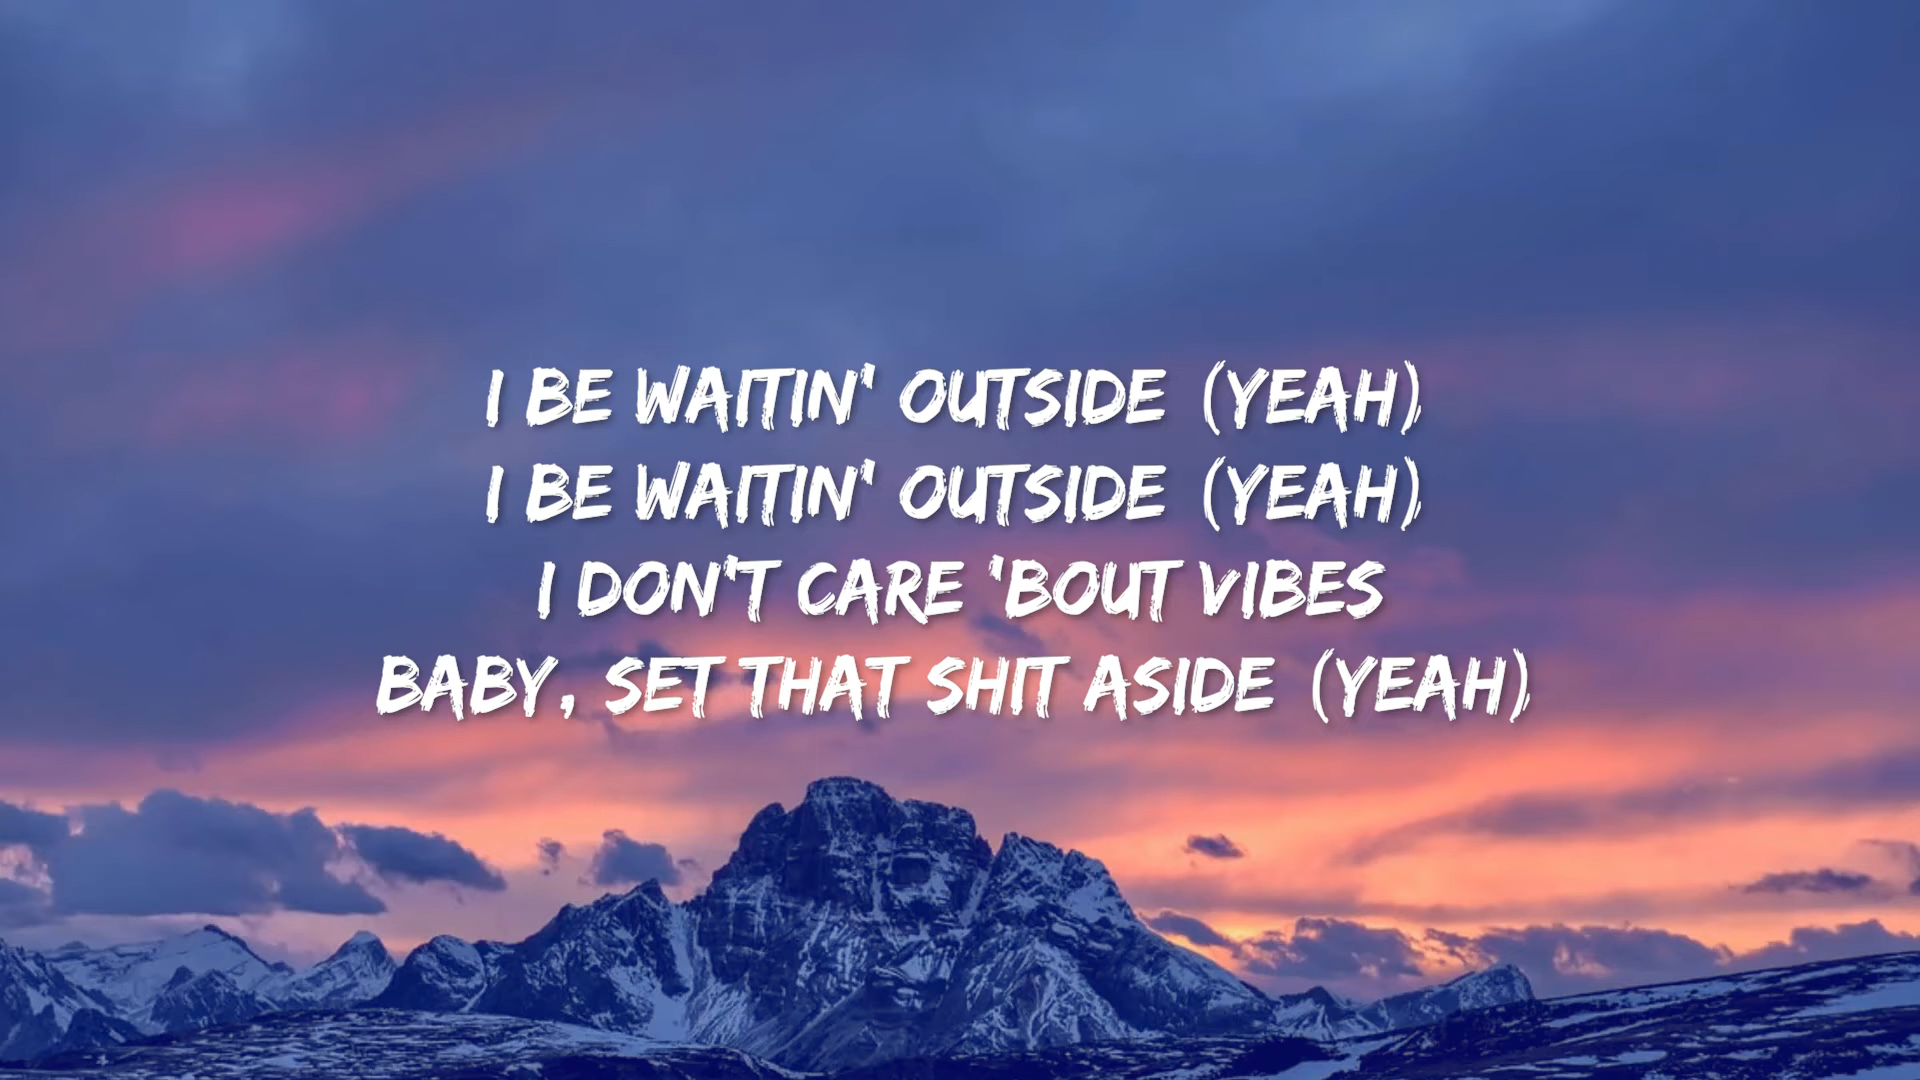 I BE WAITIN' OUTSIDE (YEAH)
I BE WAITIN' OUTSIDE (YEAH)
I DON'T CARE 'BOUT VIBES
BABY, SET THAT SHIT ASIDE (YEAH)